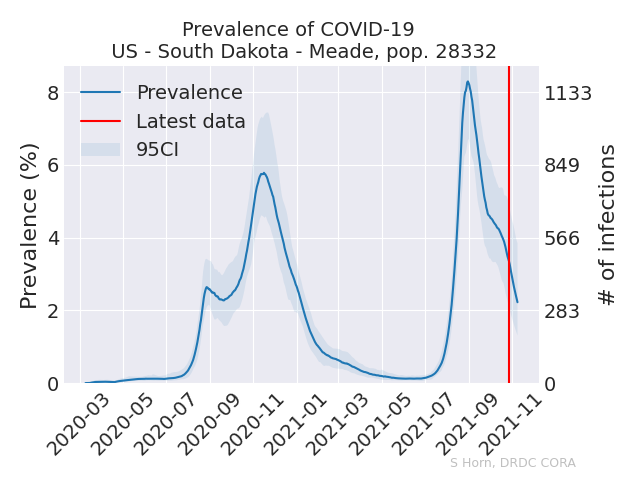 Prevalence of COVID-19
US - South Dakota - Meade, pop. 28332
Prevalence
Latest data
95CI
Prevalence (%)
8
6
4
2
0
1133
849
566
283
0
# of infections
2020-03
2020-05
2020-07
2020-09
2020-11
2021-01
2021-03
2021-05
2021-07
2021-09
2021-11
S Horn, DRDC CORA